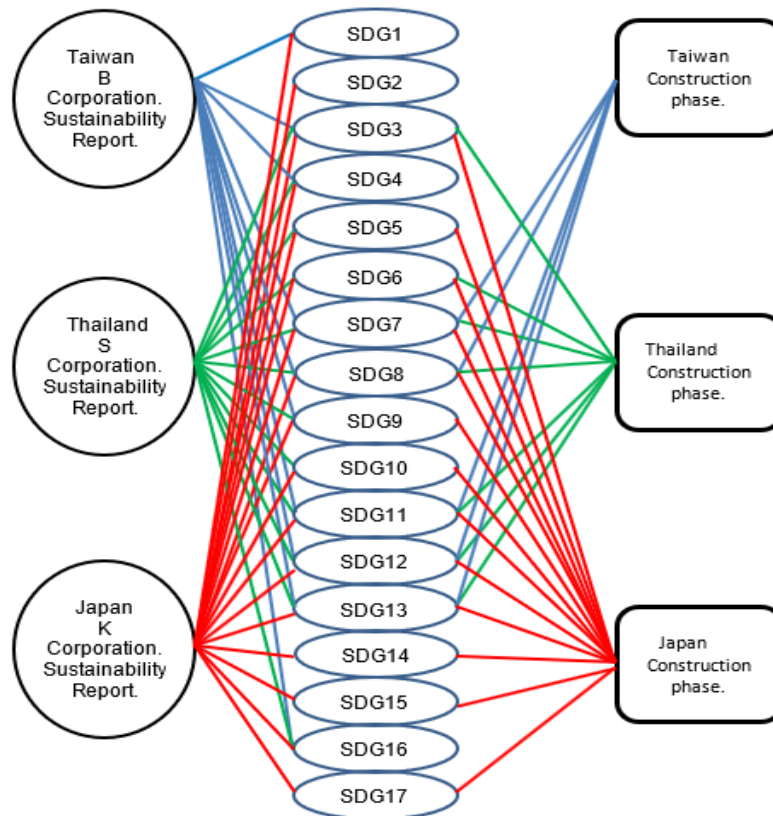 Taiwan
B
Corporation.
Sustainability
Report.
Thailand
S
Corporation.
Sustainability
Report.
Japan
K
Corporation.
Sustainability
Report.
SDG1
SDG2
SDG3
SDG4
SDG5
SDG6
SDG7
SDG8
SDG9
SDG10
SDG11
SDG12
SDG13
SDG14
SDG15
SDG16
SDG17
Taiwan
Construction
phase.
Thailand
Construction
phase.
Japan
Construction
phase.